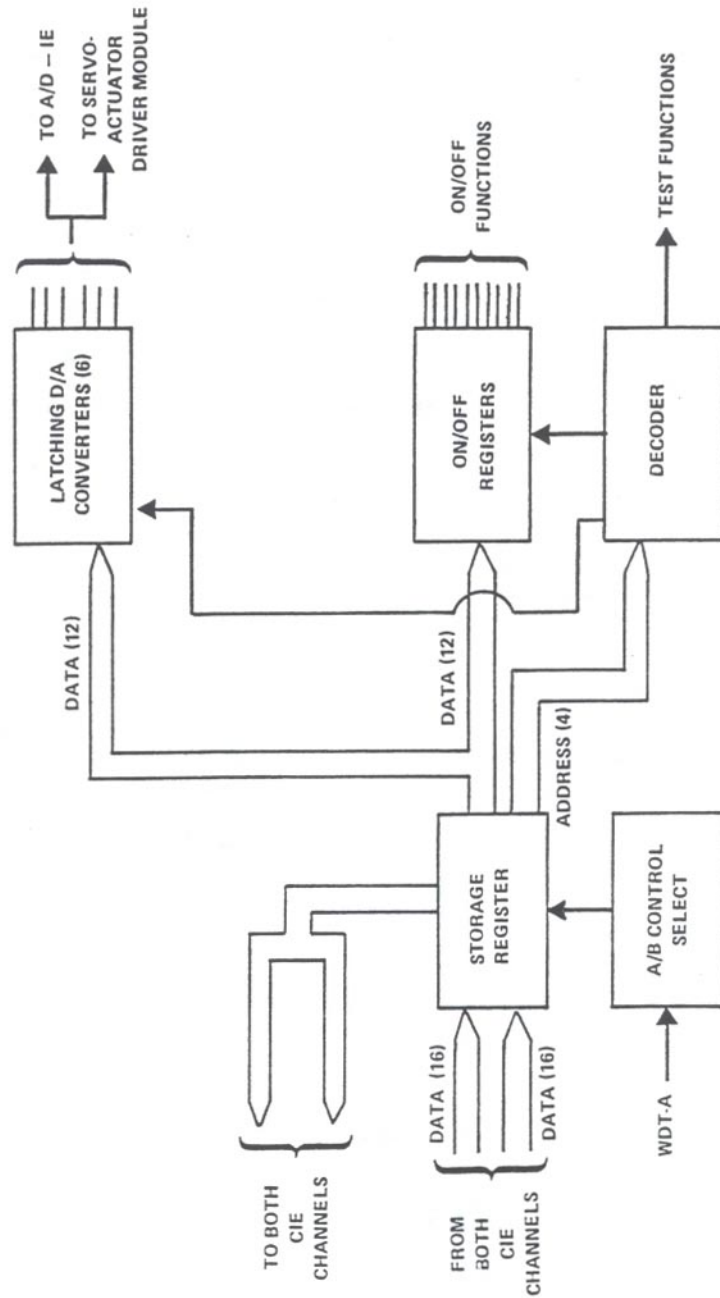 TO BOTH
CIE
CHANNELS
FROM
BOTH
CIE
CHANNELS
DATA (16)
DATA (16)
WDT-A
STORAGE
REGISTER
A/B CONTROL
SELECT
DATA (12)
DATA (12)
ADDRESS (4)
LATCHING D/A
CONVERTERS (6)
ON/OFF
REGISTERS
DECODER
TO A/D – IE
TO SERVO-
ACTUATOR
DRIVER MODULE
ON/OFF
FUNCTIONS
TEST FUNCTIONS